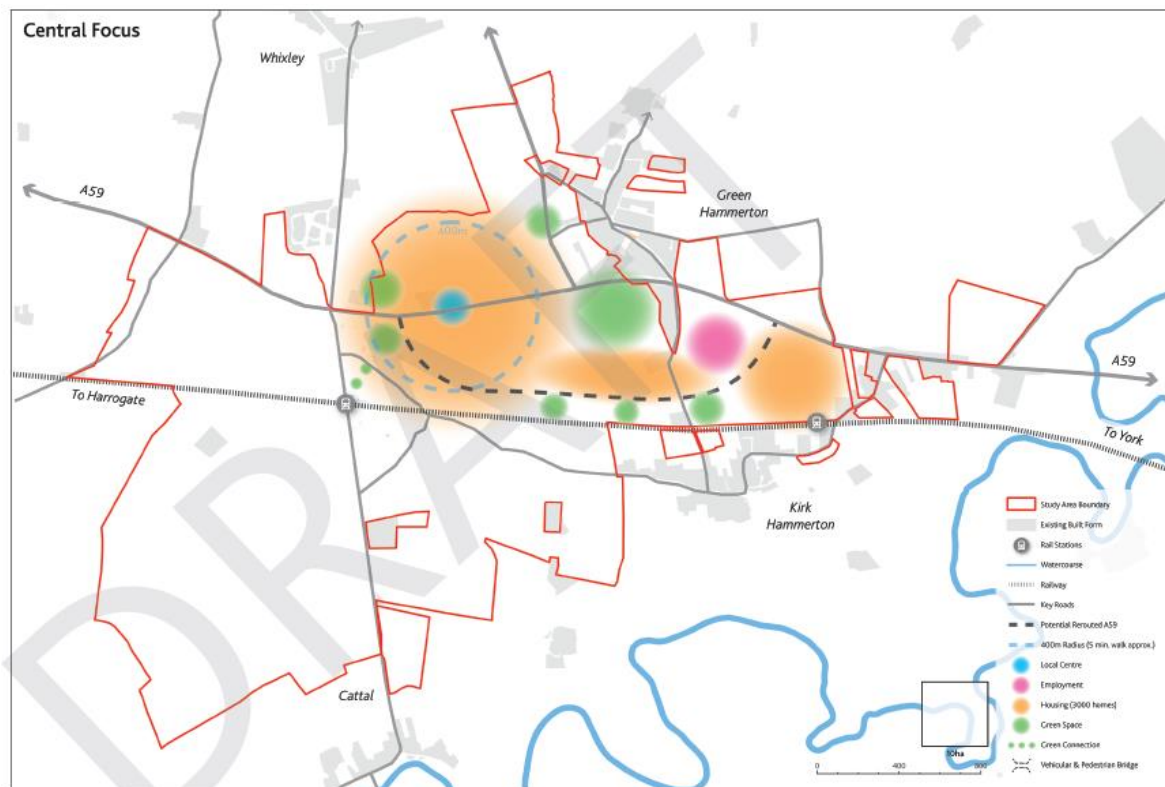 Central Focus
Whixley
A59
400m
Green
Hammerton
A59
To Harrogate
To York
Kirk
Hammerton
Cattal
DRAFT
Study Area Boundary
Existing Built Form
Rail Stations
Watercourse
Railway
Key Roads
Potential Rerouted A59
400m Radius (5 min. walk approx.)
Local Centre
Employment
Housing (3000 homes)
Green Space
Green Connection
Vehicular & Pedestrian Bridge
10ha
0 400 800